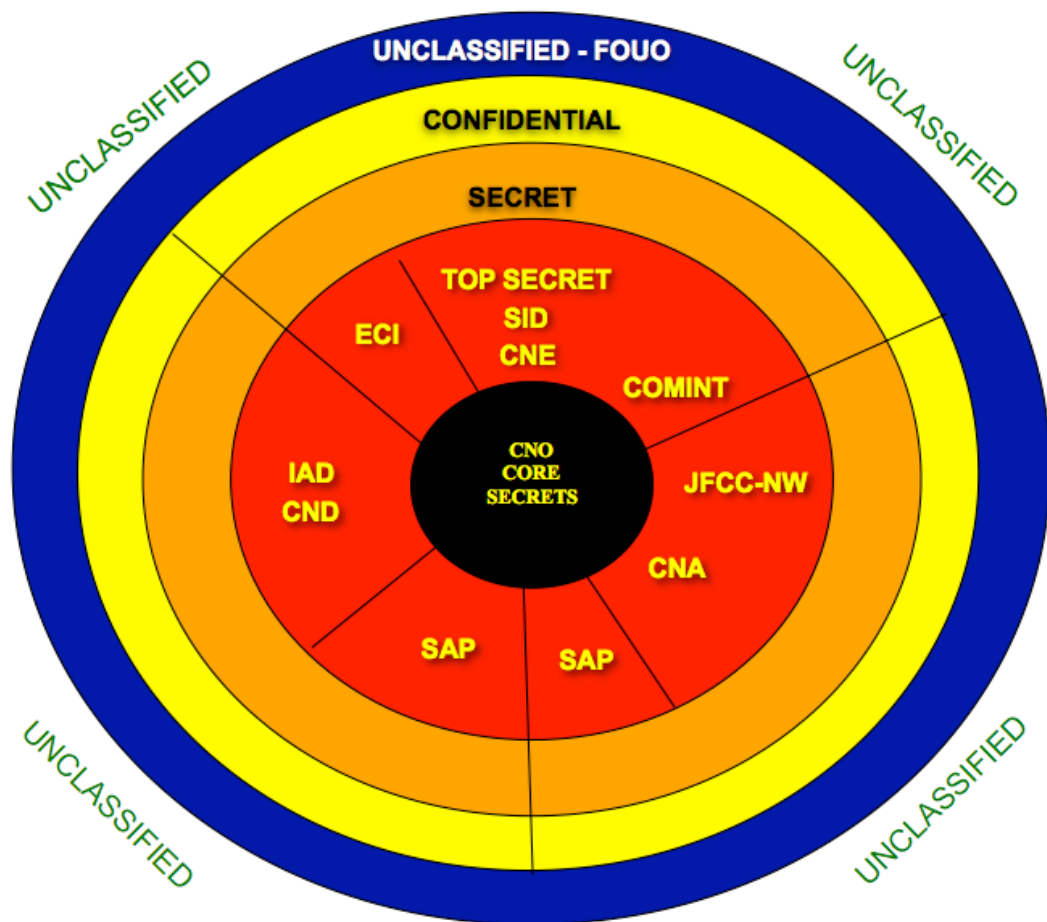 UNCLASSIFIED - FOUO
UNCLASSIFIED
UNCLASSIFIED
CONFIDENTIAL
SECRET
TOP SECRET
SID
CNE
ECI
COMINT
CNO
CORE
SECRETS
IAD
CND
JFCC-NW
CNA
SAP
SAP
UNCLASSIFIED
UNCLASSIFIED